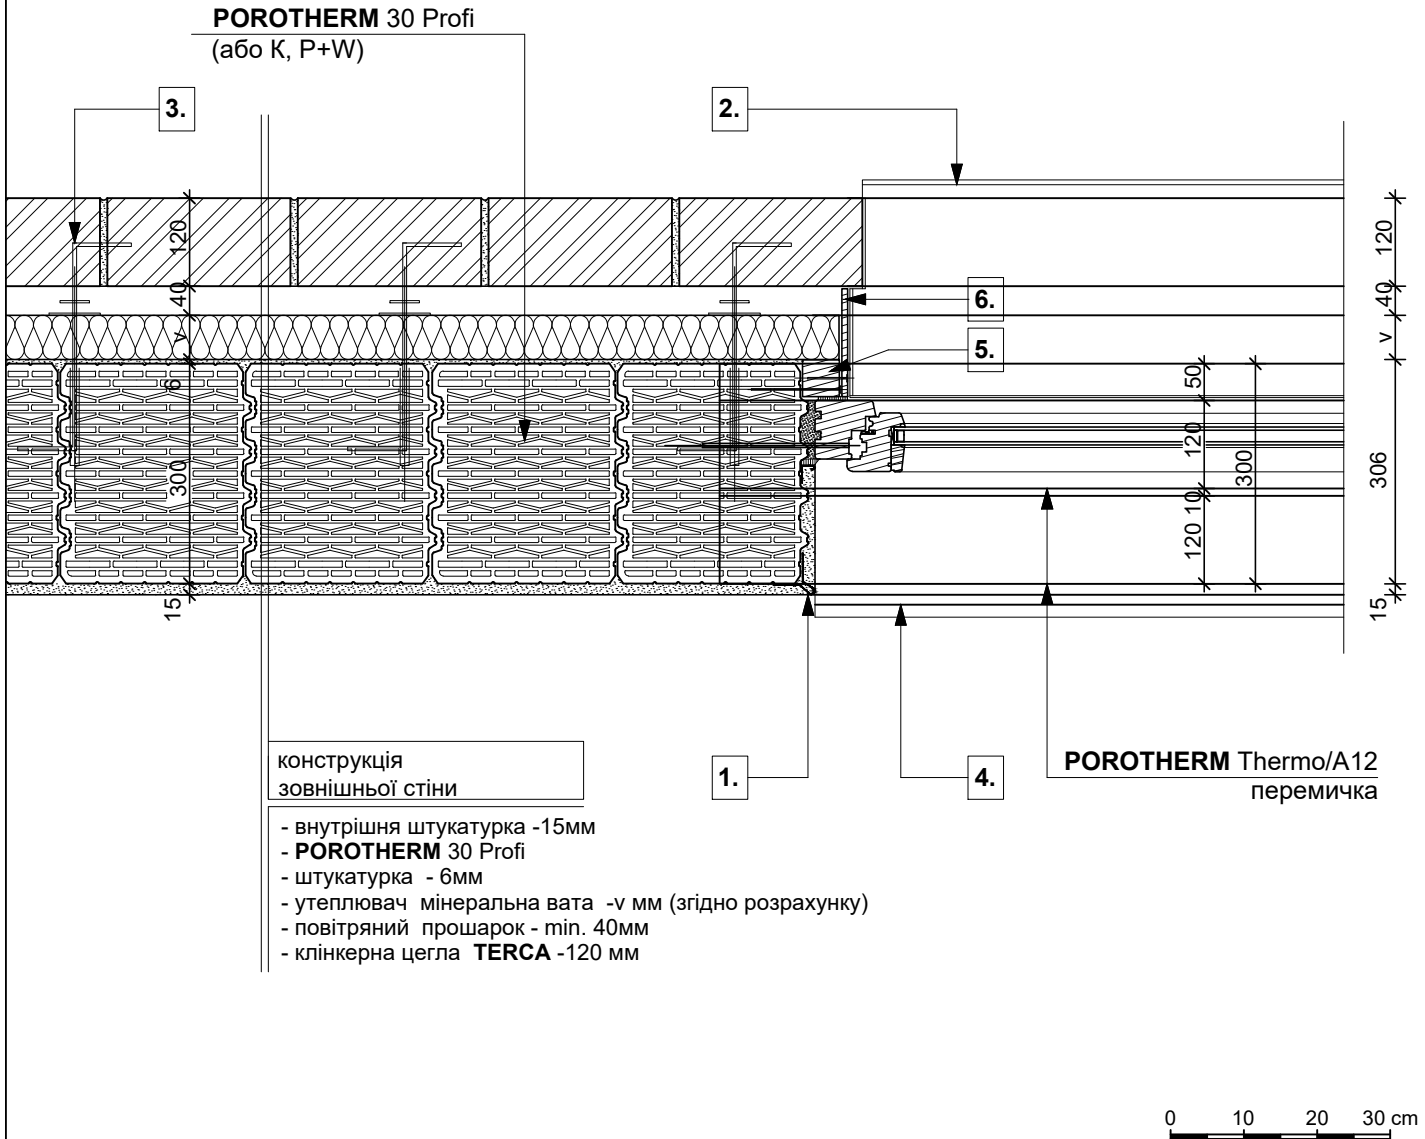 POROTHERM 30 Profi
(або К, P+W)
3.
2.
120
40
v
6
300
15
6.
5.
50
120
10
120
300
120
40
v
306
15
1.
4.
POROTHERM Thermo/A12
перемичка
конструкція
зовнішньої стіни
- внутрішня штукатурка -15мм
- POROTHERM 30 Profi
- штукатурка - 6мм
- утеплювач мінеральна вата -v мм (згідно розрахунку)
- повітряний прошарок - min. 40мм
- клінкерна цегла TERCA -120 мм
0 10 20 30 cm